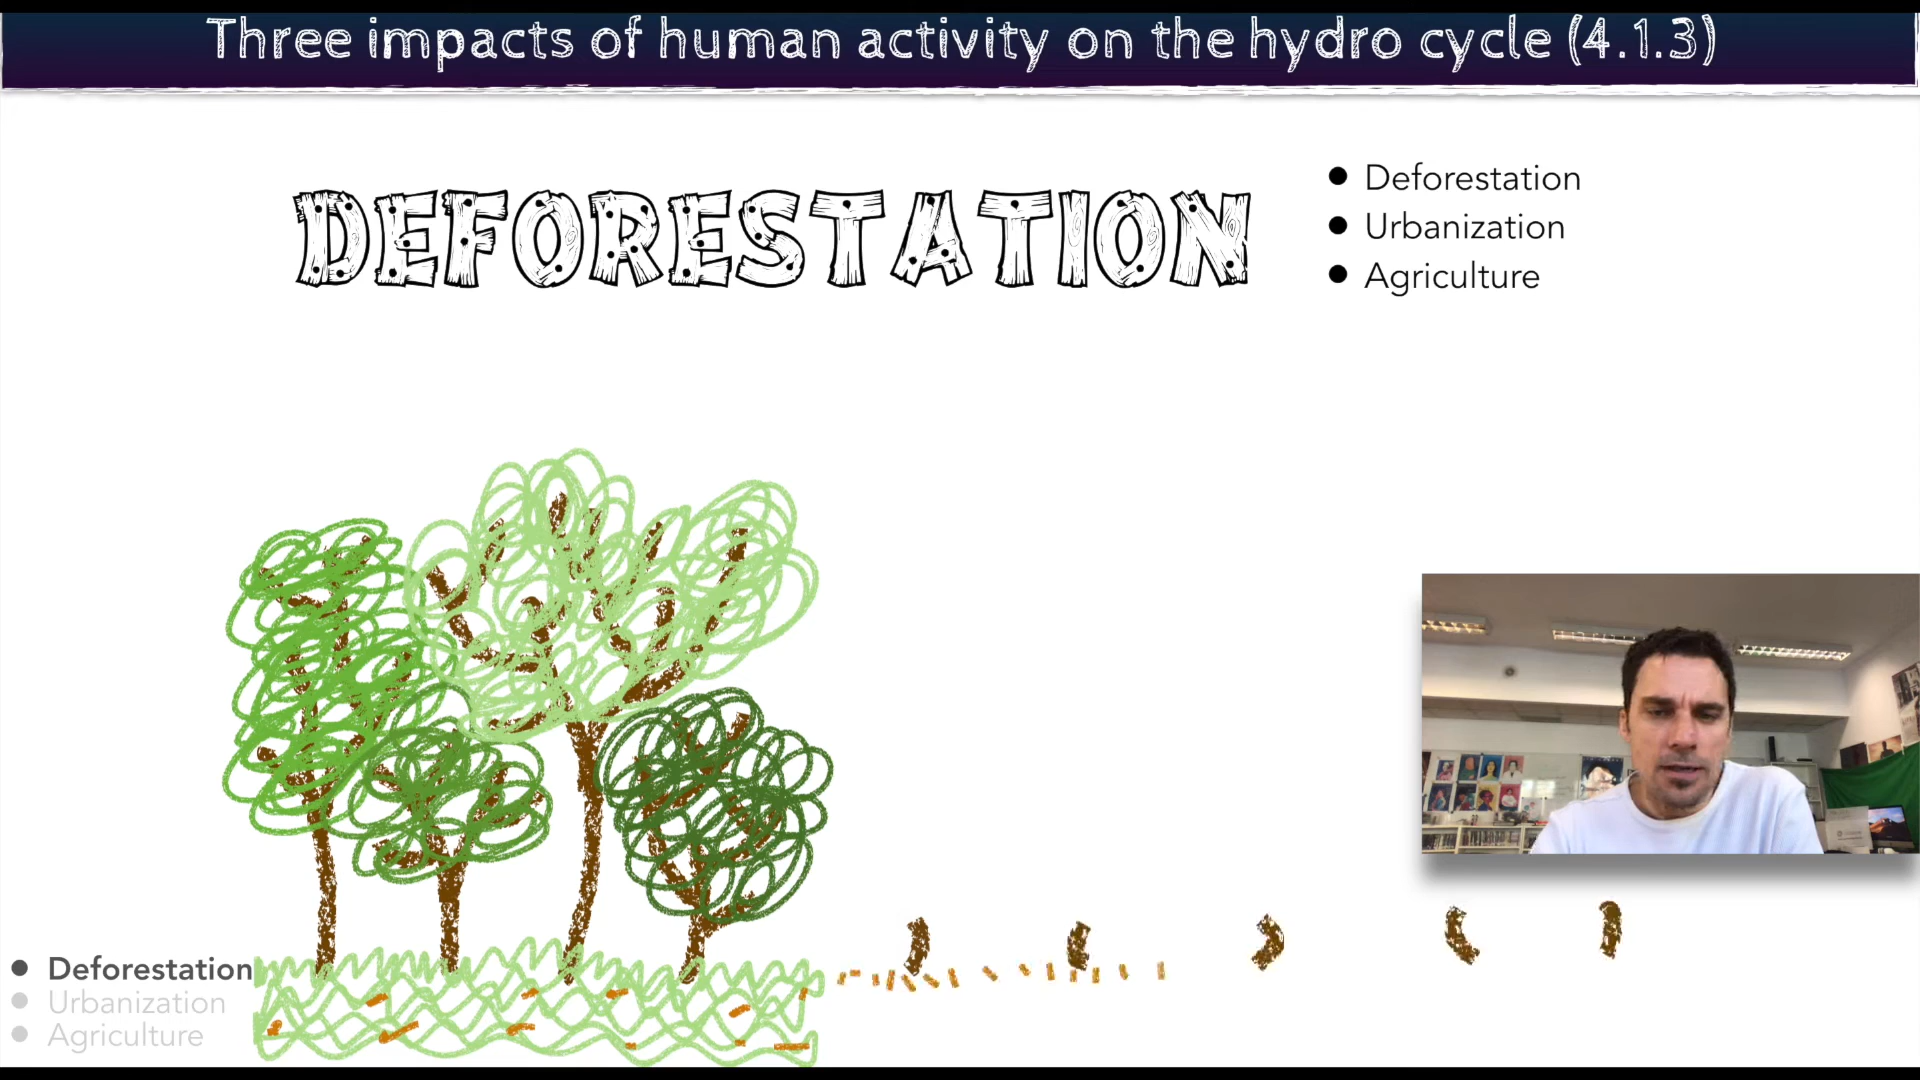 Three impacts of human activity on the hydro cycle (4.1.3)
DEFORESTATION
• Deforestation
• Urbanization
• Agriculture
• Deforestation
• Urbanization
• Agriculture